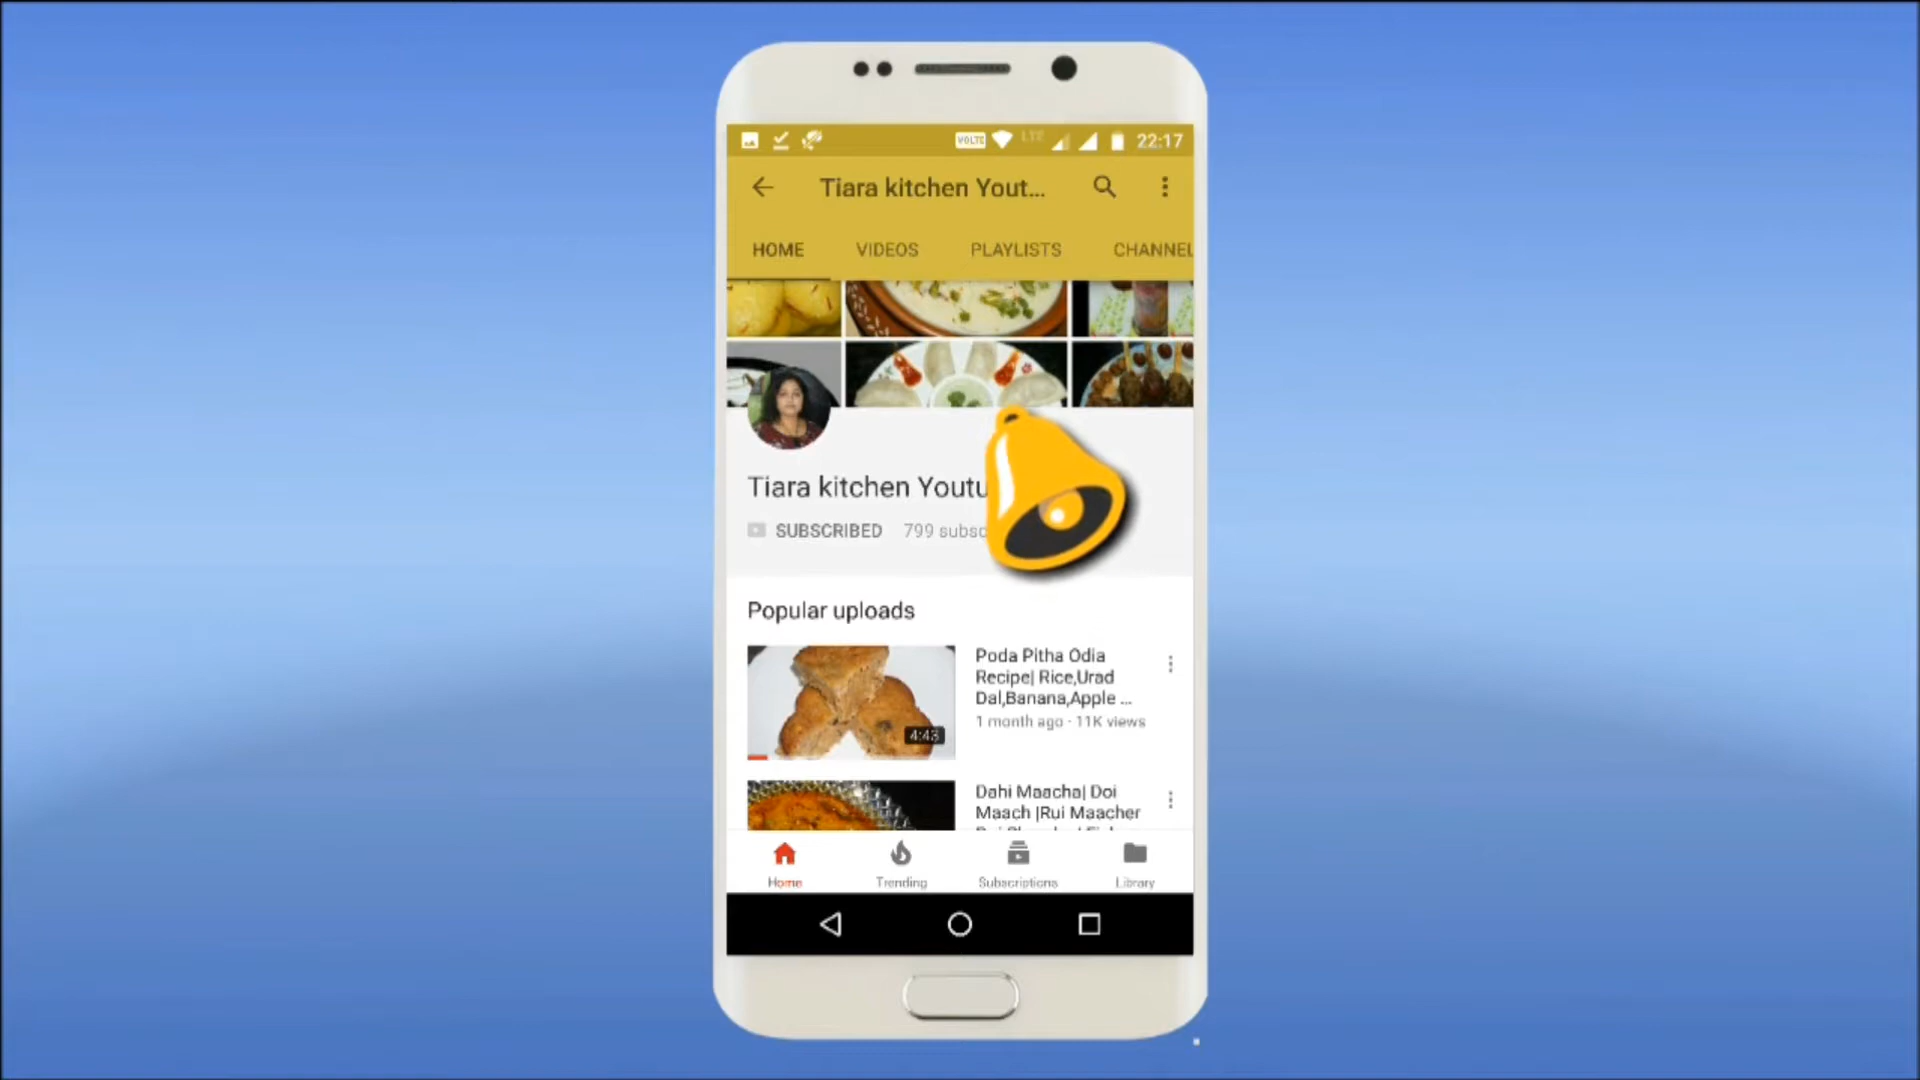 VOLTE LTE 22:17
Tiara kitchen Yout...
HOME VIDEOS PLAYLISTS CHANNEL
Tiara kitchen Youtu
SUBSCRIBED 799 subsc
Popular uploads
Poda Pitha Odia
Recipe| Rice,Urad
Dal,Banana,Apple ...
1 month ago · 11K views
4:43
Dahi Maacha| Doi
Maach |Rui Maacher
Home Trending Subscriptions Library